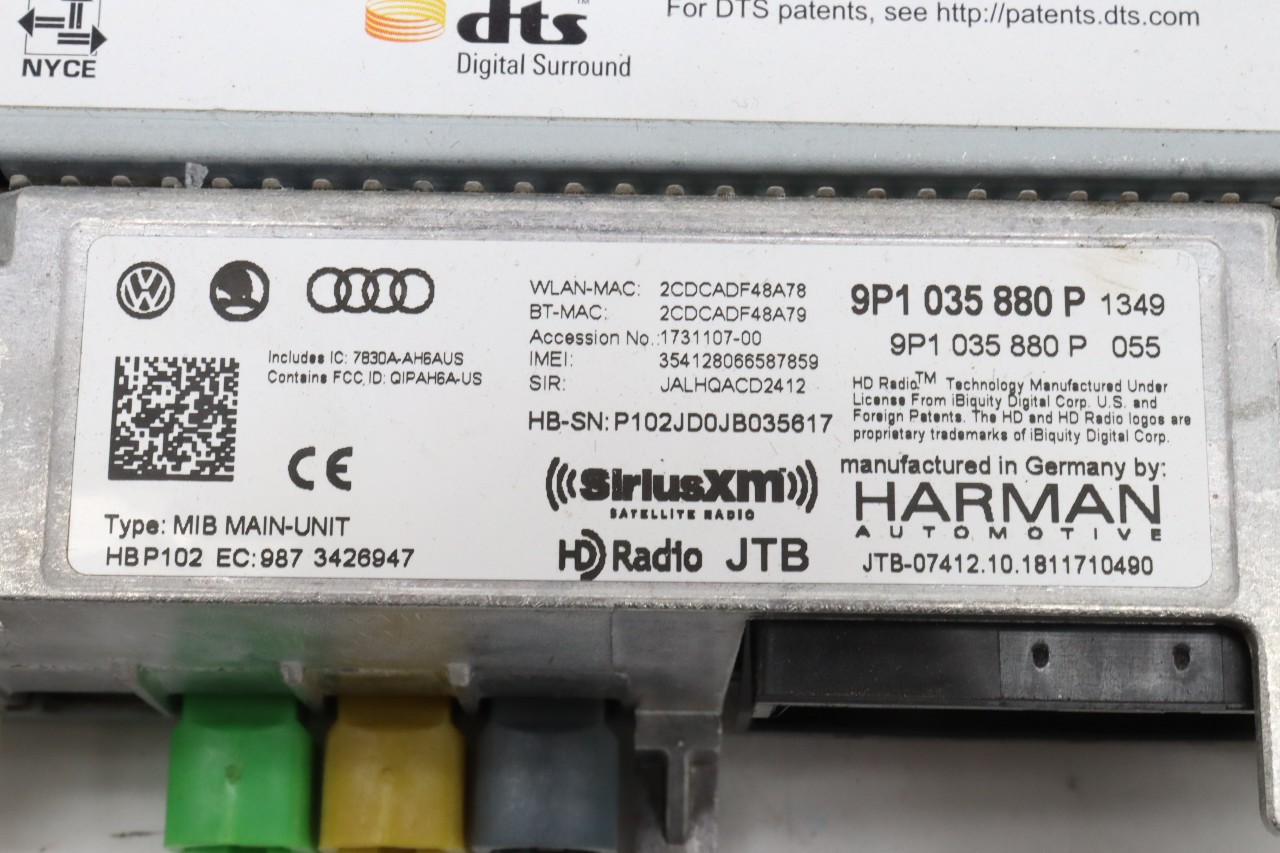 NYCE
dts™
Digital Surround
For DTS patents, see http://patents.dts.com
WLAN-MAC: 2CDCADF48A78
BT-MAC: 2CDCADF48A79
Accession No.:1731107-00
IMEI: 354128066587859
SIR: JALHQACD2412
HB-SN: P102JD0JB035617
9P1 035 880 P 1349
9P1 035 880 P 055
Includes IC: 7830A-AH6AUS
Contains FCC ID: QIPAH6A-US
HD Radio™ Technology Manufactured Under
License From iBiquity Digital Corp. U.S. and
Foreign Patents. The HD and HD Radio logos are
proprietary trademarks of iBiquity Digital Corp.
CE
SiriusXM
SATELLITE RADIO
manufactured in Germany by:
HARMAN
AUTOMOTIVE
Type: MIB MAIN-UNIT
HBP102 EC: 987 3426947
HD Radio JTB
JTB-07412.10.1811710490